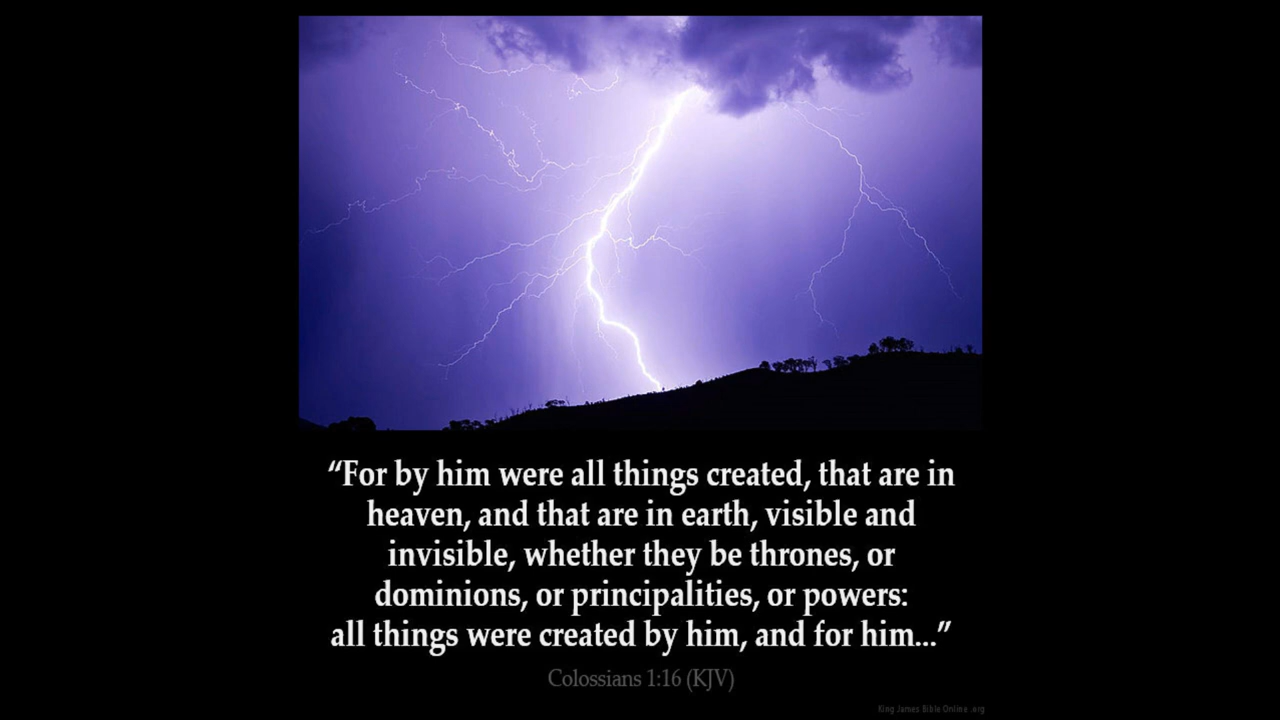 “For by him were all things created, that are in
heaven, and that are in earth, visible and
invisible, whether they be thrones, or
dominions, or principalities, or powers:
all things were created by him, and for him...”
Colossians 1:16 (KJV)
King James Bible Online .org